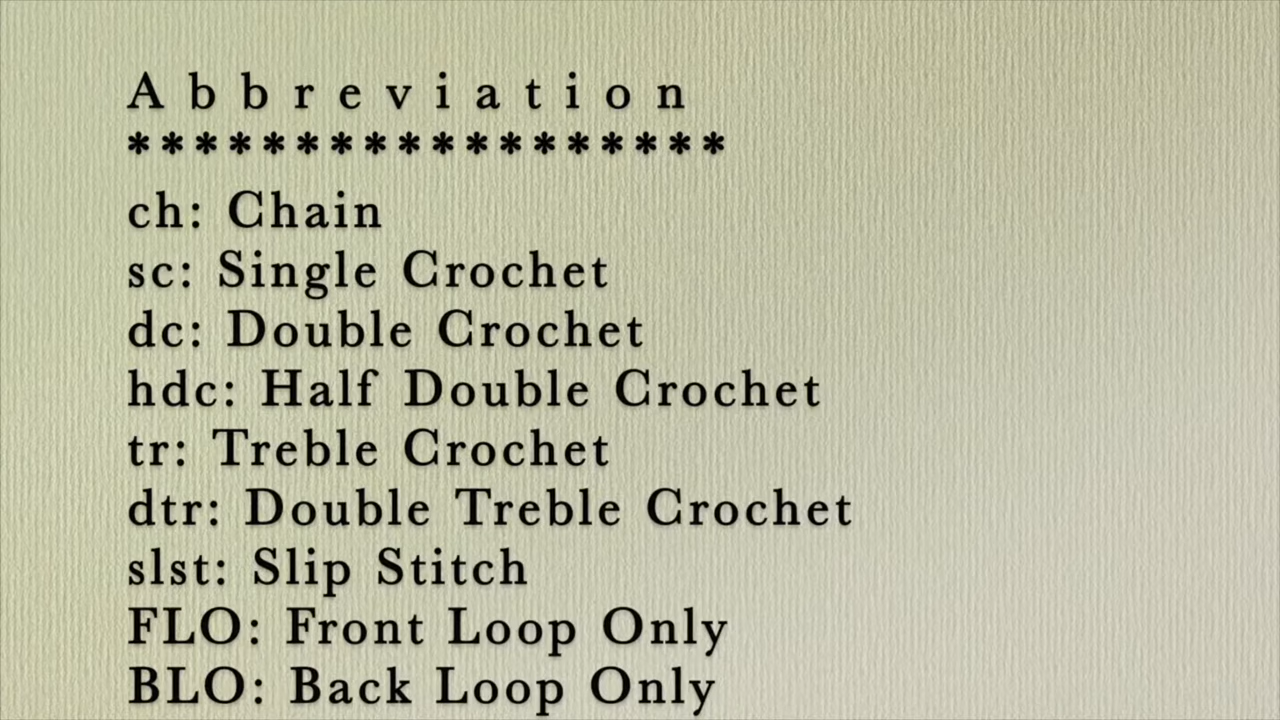 Abbreviation
******************
ch: Chain
sc: Single Crochet
dc: Double Crochet
hdc: Half Double Crochet
tr: Treble Crochet
dtr: Double Treble Crochet
slst: Slip Stitch
FLO: Front Loop Only
BLO: Back Loop Only